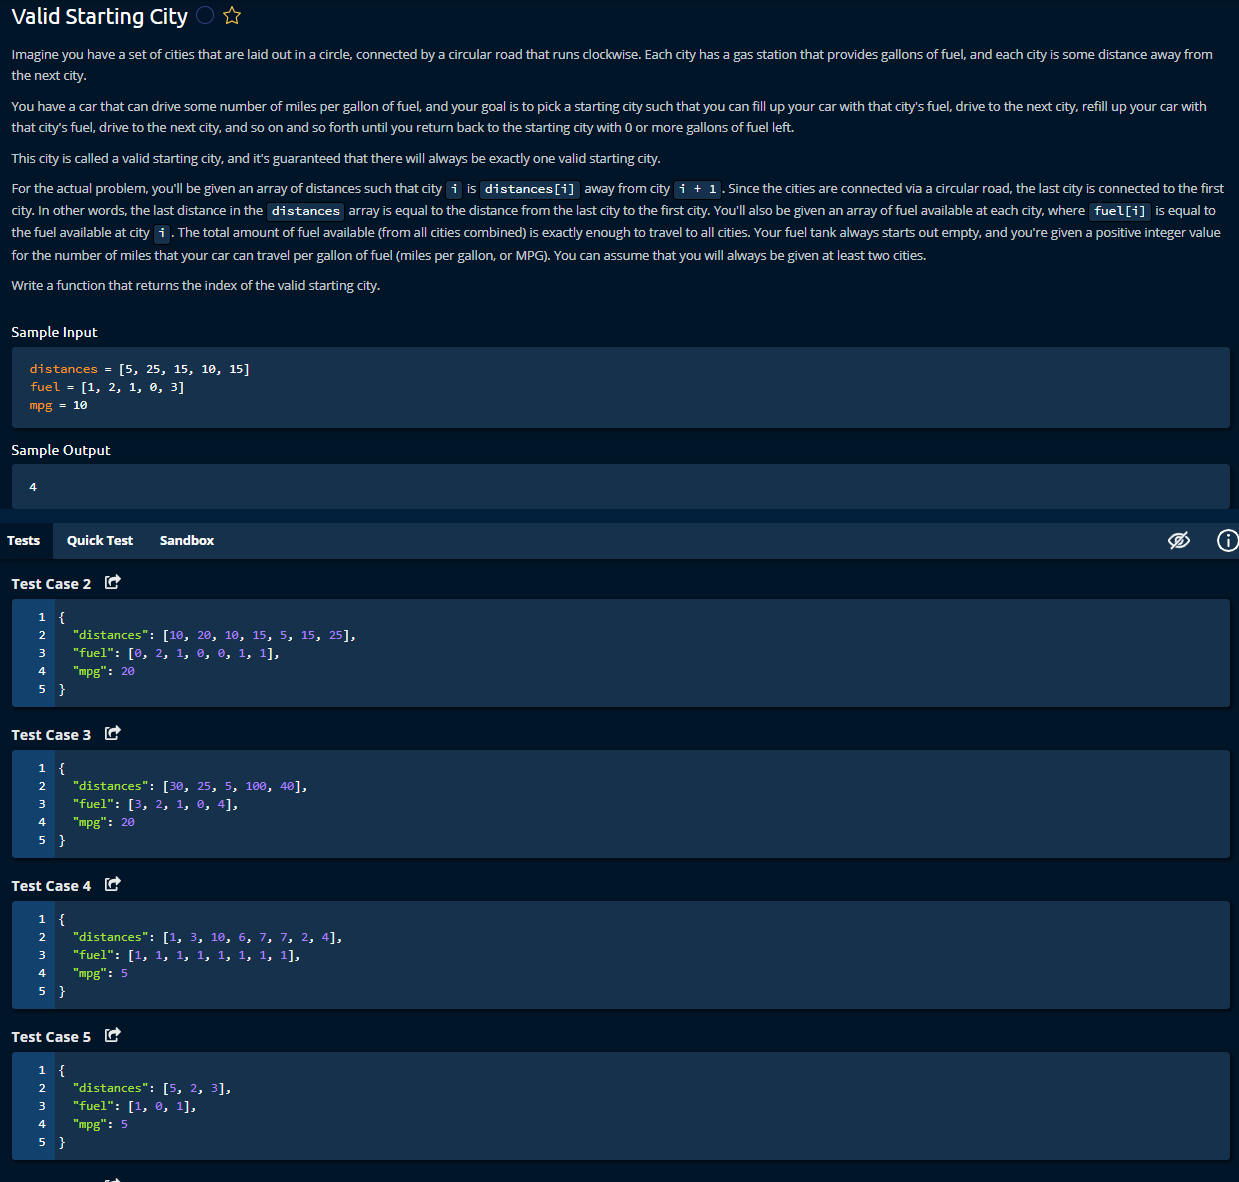 Valid Starting City
Imagine you have a set of cities that are laid out in a circle, connected by a circular road that runs clockwise. Each city has a gas station that provides gallons of fuel, and each city is some distance away from
the next city.
You have a car that can drive some number of miles per gallon of fuel, and your goal is to pick a starting city such that you can fill up your car with that city's fuel, drive to the next city, refill up your car with
that city's fuel, drive to the next city, and so on and so forth until you return back to the starting city with 0 or more gallons of fuel left.
This city is called a valid starting city, and it's guaranteed that there will always be exactly one valid starting city.
For the actual problem, you'll be given an array of distances such that city i is distances[i] away from city i + 1. Since the cities are connected via a circular road, the last city is connected to the first
city. In other words, the last distance in the distances array is equal to the distance from the last city to the first city. You'll also be given an array of fuel available at each city, where fuel[i] is equal to
the fuel available at city i. The total amount of fuel available (from all cities combined) is exactly enough to travel to all cities. Your fuel tank always starts out empty, and you're given a positive integer value
for the number of miles that your car can travel per gallon of fuel (miles per gallon, or MPG). You can assume that you will always be given at least two cities.
Write a function that returns the index of the valid starting city.
Sample Input
distances = [5, 25, 15, 10, 15]
fuel = [1, 2, 1, 0, 3]
mpg = 10
Sample Output
4
Tests Quick Test Sandbox
Test Case 2
1 {
2 "distances": [10, 20, 10, 15, 5, 15, 25],
3 "fuel": [0, 2, 1, 0, 0, 1, 1],
4 "mpg": 20
5 }
Test Case 3
1 {
2 "distances": [30, 25, 5, 100, 40],
3 "fuel": [3, 2, 1, 0, 4],
4 "mpg": 20
5 }
Test Case 4
1 {
2 "distances": [1, 3, 10, 6, 7, 7, 2, 4],
3 "fuel": [1, 1, 1, 1, 1, 1, 1, 1],
4 "mpg": 5
5 }
Test Case 5
1 {
2 "distances": [5, 2, 3],
3 "fuel": [1, 0, 1],
4 "mpg": 5
5 }